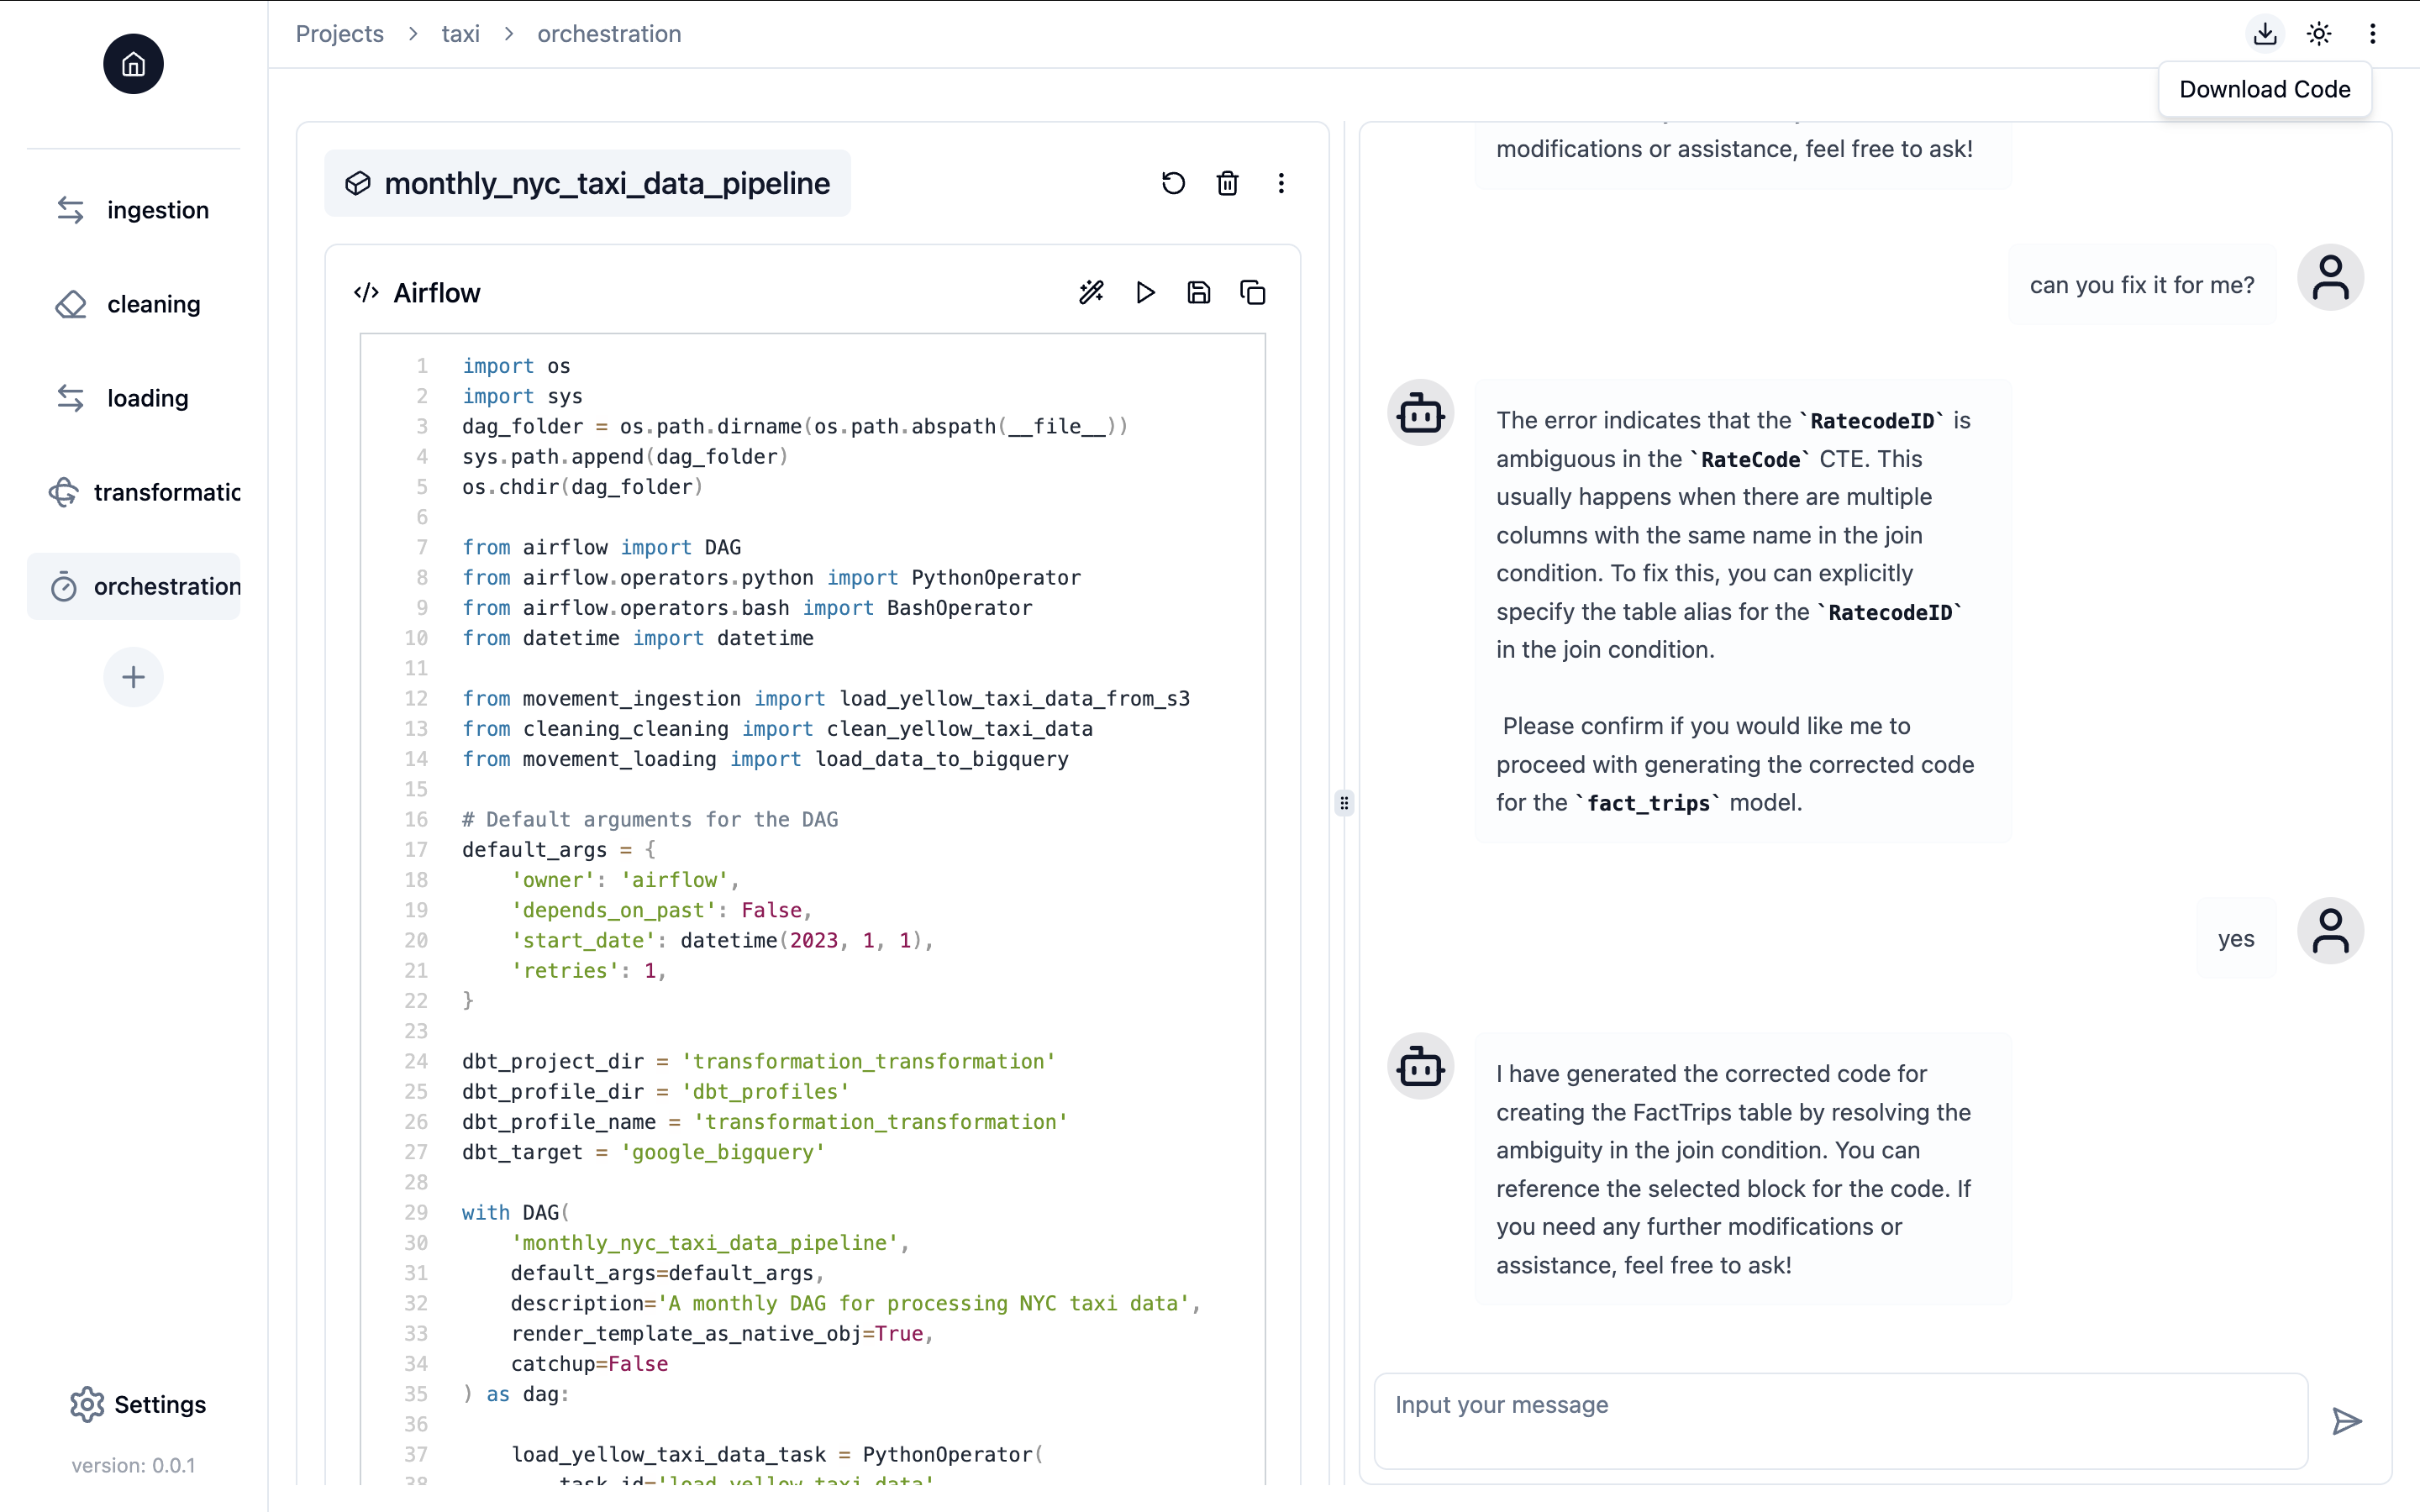 Projects > taxi > orchestration
Download Code
ingestion
cleaning
loading
transformatic
orchestration
Settings
version: 0.0.1
monthly_nyc_taxi_data_pipeline
</> Airflow
1 import os
2 import sys
3 dag_folder = os.path.dirname(os.path.abspath(__file__))
4 sys.path.append(dag_folder)
5 os.chdir(dag_folder)
6
7 from airflow import DAG
8 from airflow.operators.python import PythonOperator
9 from airflow.operators.bash import BashOperator
10 from datetime import datetime
11
12 from movement_ingestion import load_yellow_taxi_data_from_s3
13 from cleaning_cleaning import clean_yellow_taxi_data
14 from movement_loading import load_data_to_bigquery
15
16 # Default arguments for the DAG
17 default_args = {
18     'owner': 'airflow',
19     'depends_on_past': False,
20     'start_date': datetime(2023, 1, 1),
21     'retries': 1,
22 }
23
24 dbt_project_dir = 'transformation_transformation'
25 dbt_profile_dir = 'dbt_profiles'
26 dbt_profile_name = 'transformation_transformation'
27 dbt_target = 'google_bigquery'
28
29 with DAG(
30     'monthly_nyc_taxi_data_pipeline',
31     default_args=default_args,
32     description='A monthly DAG for processing NYC taxi data',
33     render_template_as_native_obj=True,
34     catchup=False
35 ) as dag:
36
37     load_yellow_taxi_data_task = PythonOperator(
38         task_id='load_yellow_taxi_data'
modifications or assistance, feel free to ask!
can you fix it for me?
The error indicates that the `RatecodeID` is
ambiguous in the `RateCode` CTE. This
usually happens when there are multiple
columns with the same name in the join
condition. To fix this, you can explicitly
specify the table alias for the `RatecodeID`
in the join condition.
Please confirm if you would like me to
proceed with generating the corrected code
for the `fact_trips` model.
yes
I have generated the corrected code for
creating the FactTrips table by resolving the
ambiguity in the join condition. You can
reference the selected block for the code. If
you need any further modifications or
assistance, feel free to ask!
Input your message